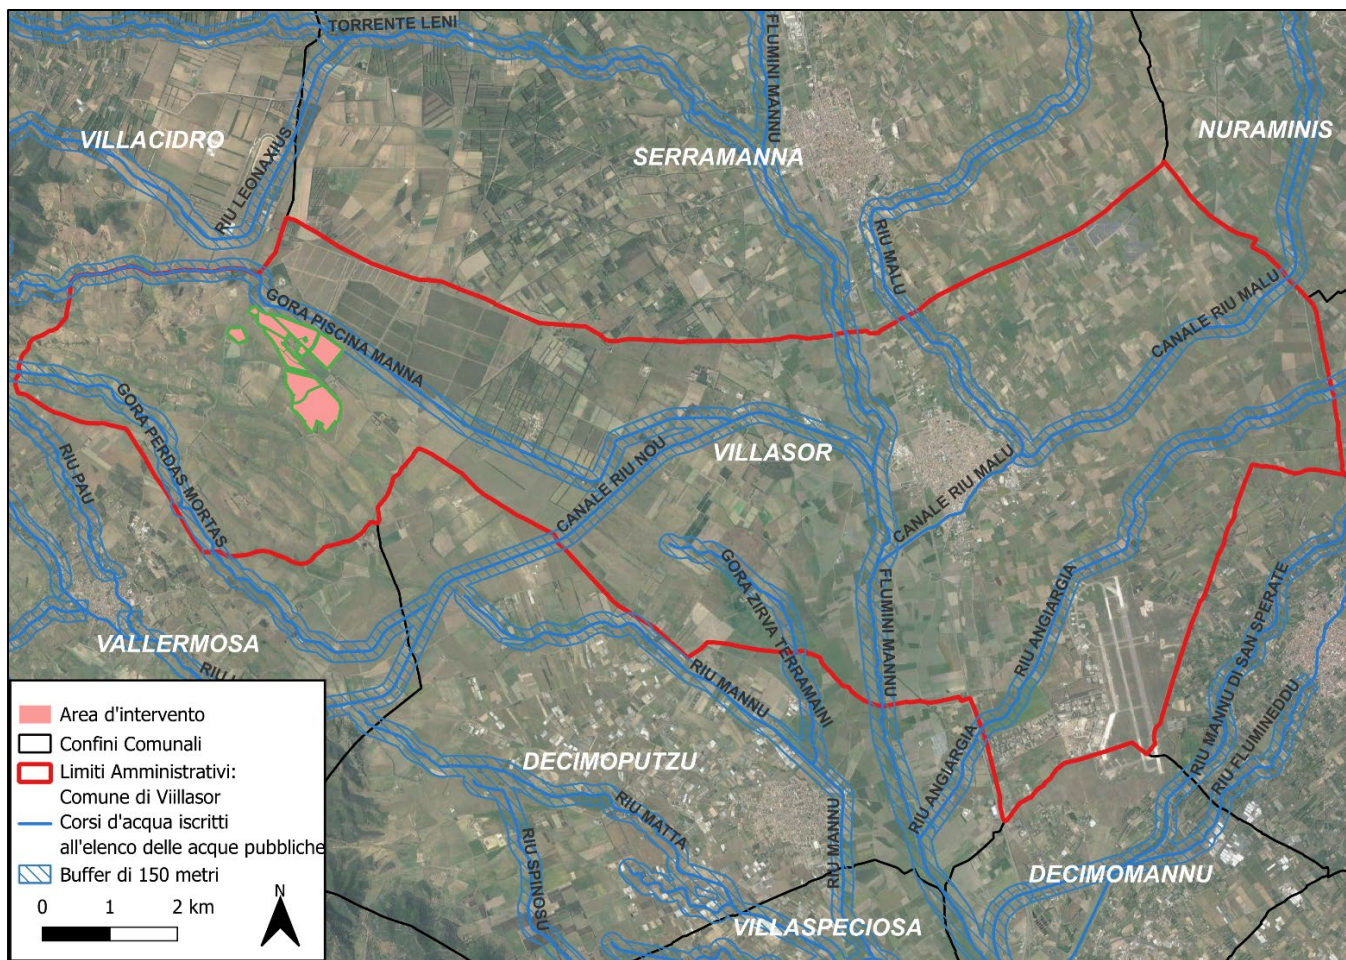 TORRENTE LENI
FLUMINI MANNU
VILLACIDRO
SERRAMANNA
NURAMINIS
RIU LEONAXIUS
RIU MALU
GORA PISCINA MANNA
CANALE RIU MALU
GORA PERDAS MORTAS
RIU PAU
CANALE RIU NOU
VILLASOR
CANALE RIU MALU
GORA ZIRVA TERRAMAINI
FLUMINI MANNU
RIU ANGIARGIA
RIU MANNU DI SAN SPERATE
RIU FLUMINEDDU
VALLERMOSA
RIU
RIU MANNU
DECIMOPUTZU
RIU ANGIARGIA
RIU MATTA
RIU MANNU
RIU SPINOSU
DECIMOMANNU
VILLASPECIOSA
Area d'intervento
Confini Comunali
Limiti Amministrativi:
Comune di Viillasor
Corsi d'acqua iscritti
all'elenco delle acque pubbliche
Buffer di 150 metri
0 1 2 km
N